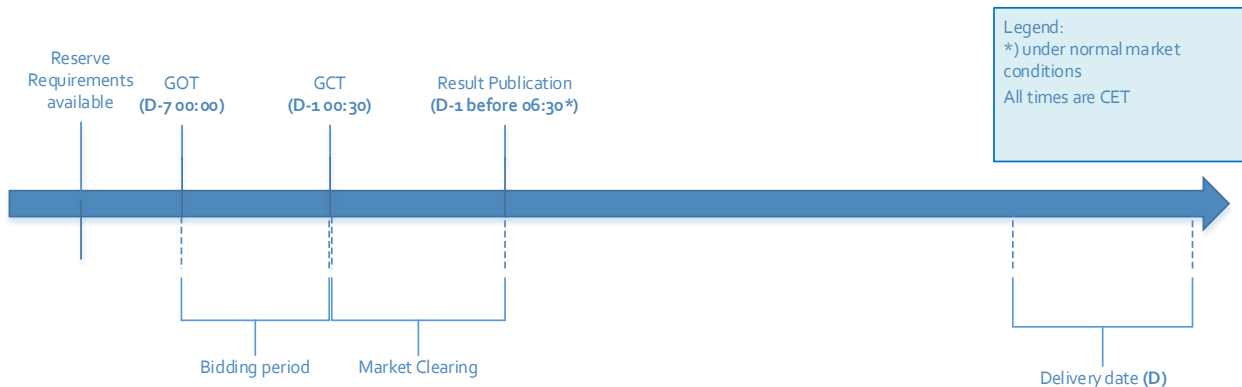 Legend:
*) under normal market
conditions
All times are CET
Reserve
Requirements
available
GOT
(D-7 00:00)
GCT
(D-1 00:30)
Result Publication
(D-1 before 06:30*)
Bidding period
Market Clearing
Delivery date (D)